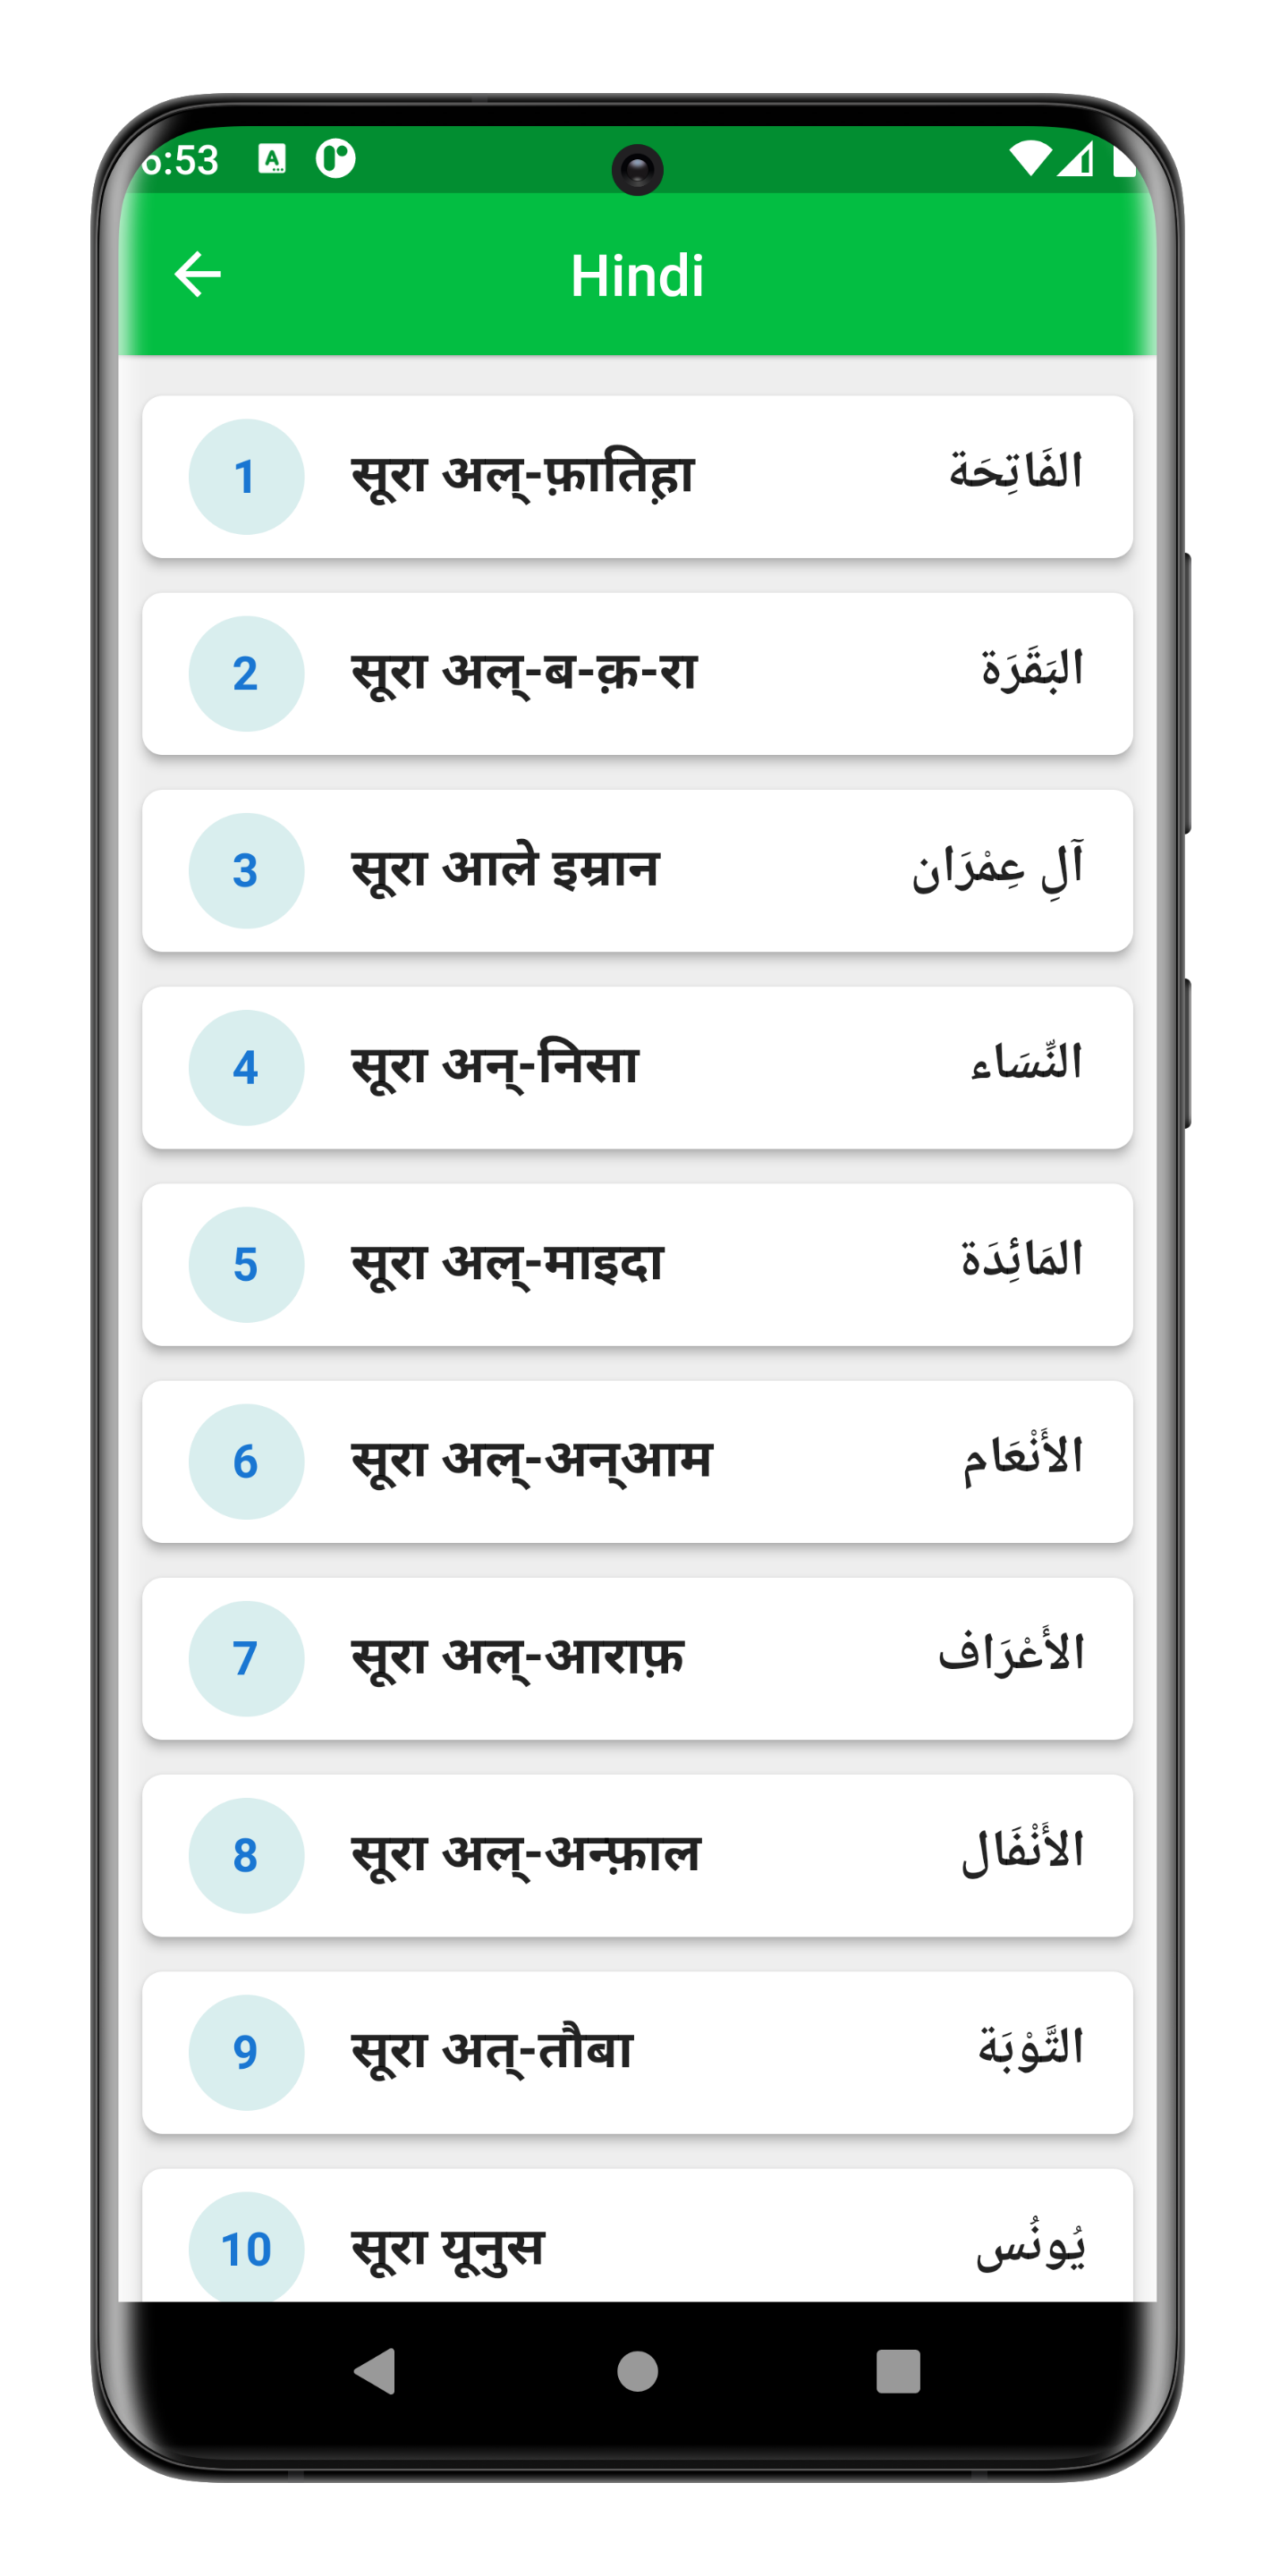 6:53
Hindi
1 सूरा अल्-फ़ातिह़ा الفَاتِحَة
2 सूरा अल्-ब-क़-रा البَقَرَة
3 सूरा आले इम्रान آلِ عِمْرَان
4 सूरा अन्-निसा النِّسَاء
5 सूरा अल्-माइदा المَائِدَة
6 सूरा अल्-अन्आम الأَنْعَام
7 सूरा अल्-आराफ़ الأَعْرَاف
8 सूरा अल्-अन्फ़ाल الأَنْفَال
9 सूरा अत्-तौबा التَّوْبَة
10 सूरा यूनुस يُونُس